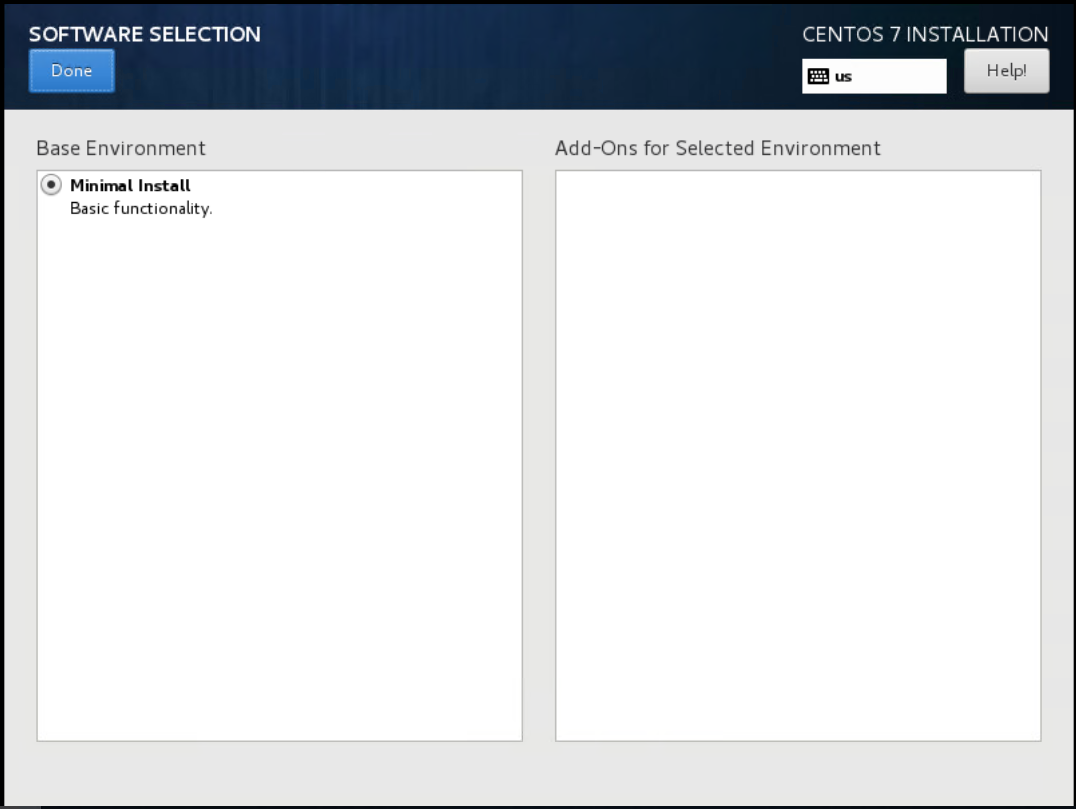 SOFTWARE SELECTION
CENTOS 7 INSTALLATION
Done
us
Help!
Base Environment
Add-Ons for Selected Environment
Minimal Install
Basic functionality.